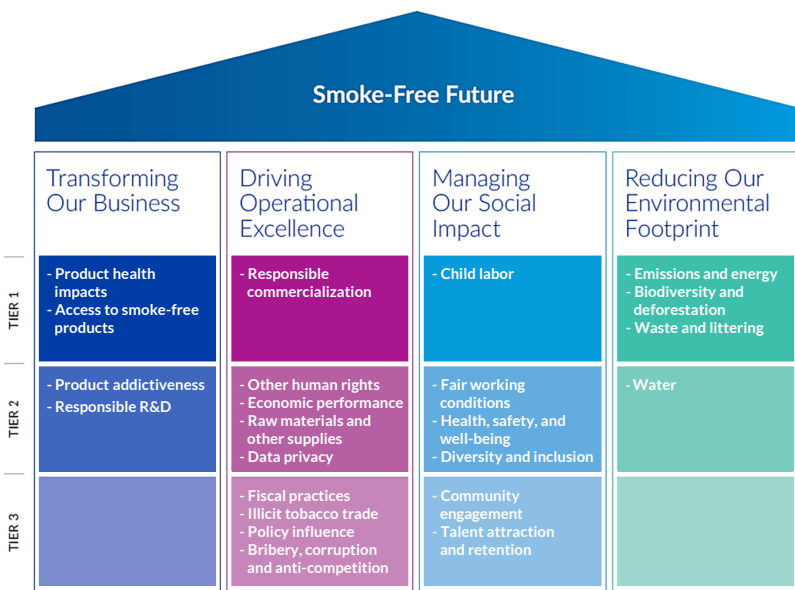 Smoke-Free Future
Transforming
Our Business
Driving
Operational
Excellence
Managing
Our Social
Impact
Reducing Our
Environmental
Footprint
TIER 1
- Product health
impacts
- Access to smoke-free
products
- Responsible
commercialization
- Child labor
- Emissions and energy
- Biodiversity and
deforestation
- Waste and littering
TIER 2
- Product addictiveness
- Responsible R&D
- Other human rights
- Economic performance
- Raw materials and
other supplies
- Data privacy
- Fair working
conditions
- Health, safety, and
well-being
- Diversity and inclusion
- Water
TIER 3
- Fiscal practices
- Illicit tobacco trade
- Policy influence
- Bribery, corruption
and anti-competition
- Community
engagement
- Talent attraction
and retention